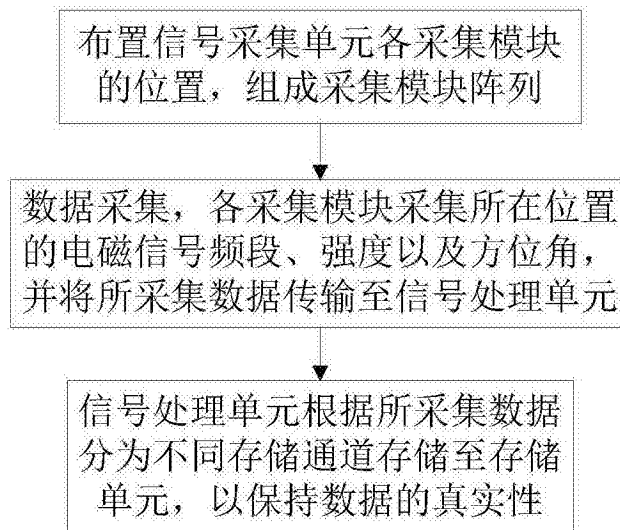 布置信号采集单元各采集模块
的位置，组成采集模块阵列
数据采集，各采集模块采集所在位置
的电磁信号频段、强度以及方位角，
并将所采集数据传输至信号处理单元
信号处理单元根据所采集数据
分为不同存储通道存储至存储
单元，以保持数据的真实性